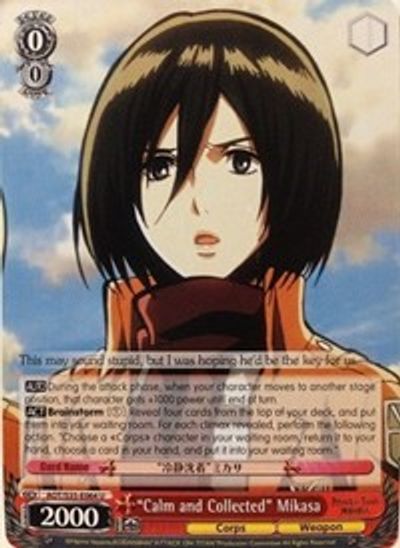 0
0
This may sound stupid, but I was hoping he'd be the key for us.
AUTO During the attack phase, when your character moves to another stage
position, that character gets +1000 power until end of turn.
ACT Brainstorm Reveal four cards from the top of your deck, and put
them into your waiting room. For each climax revealed, perform the following
action. "Choose a «Corps» character in your waiting room, return it to your
hand, choose a card in your hand, and put it into your waiting room."
Card Name
"冷静沈着"ミカサ
2000
"Calm and Collected" Mikasa
Corps
Weapon